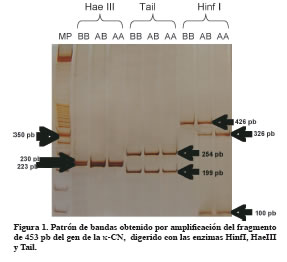 Hae III Tail Hinf I
MP BB AB AA BB AB AA BB AB AA
426 pb
350 pb
326 pb
230 pb
223 pb
254 pb
199 pb
100 pb
Figura 1. Patrón de bandas obtenido por amplificación del fragmento
de 453 pb del gen de la κ-CN, digerido con las enzimas HinfI, HaeIII
y Tail.